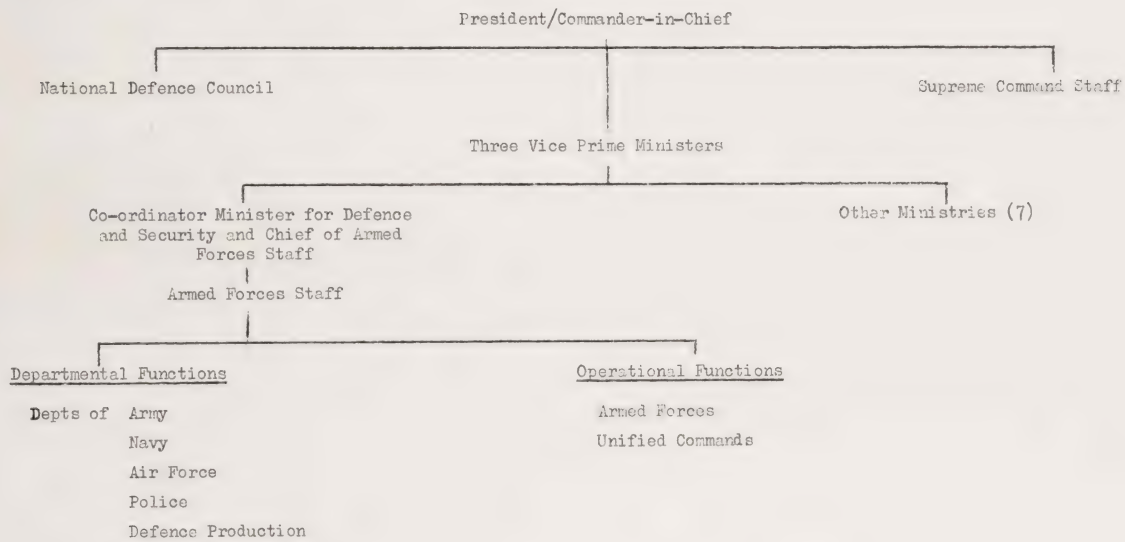 President/Commander-in-Chief
National Defence Council
Supreme Command Staff
Three Vice Prime Ministers
Co-ordinator Minister for Defence
and Security and Chief of Armed
Forces Staff
Other Ministries (7)
Armed Forces Staff
Departmental Functions
Operational Functions
Depts of Army
Armed Forces
Navy
Unified Commands
Air Force
Police
Defence Production